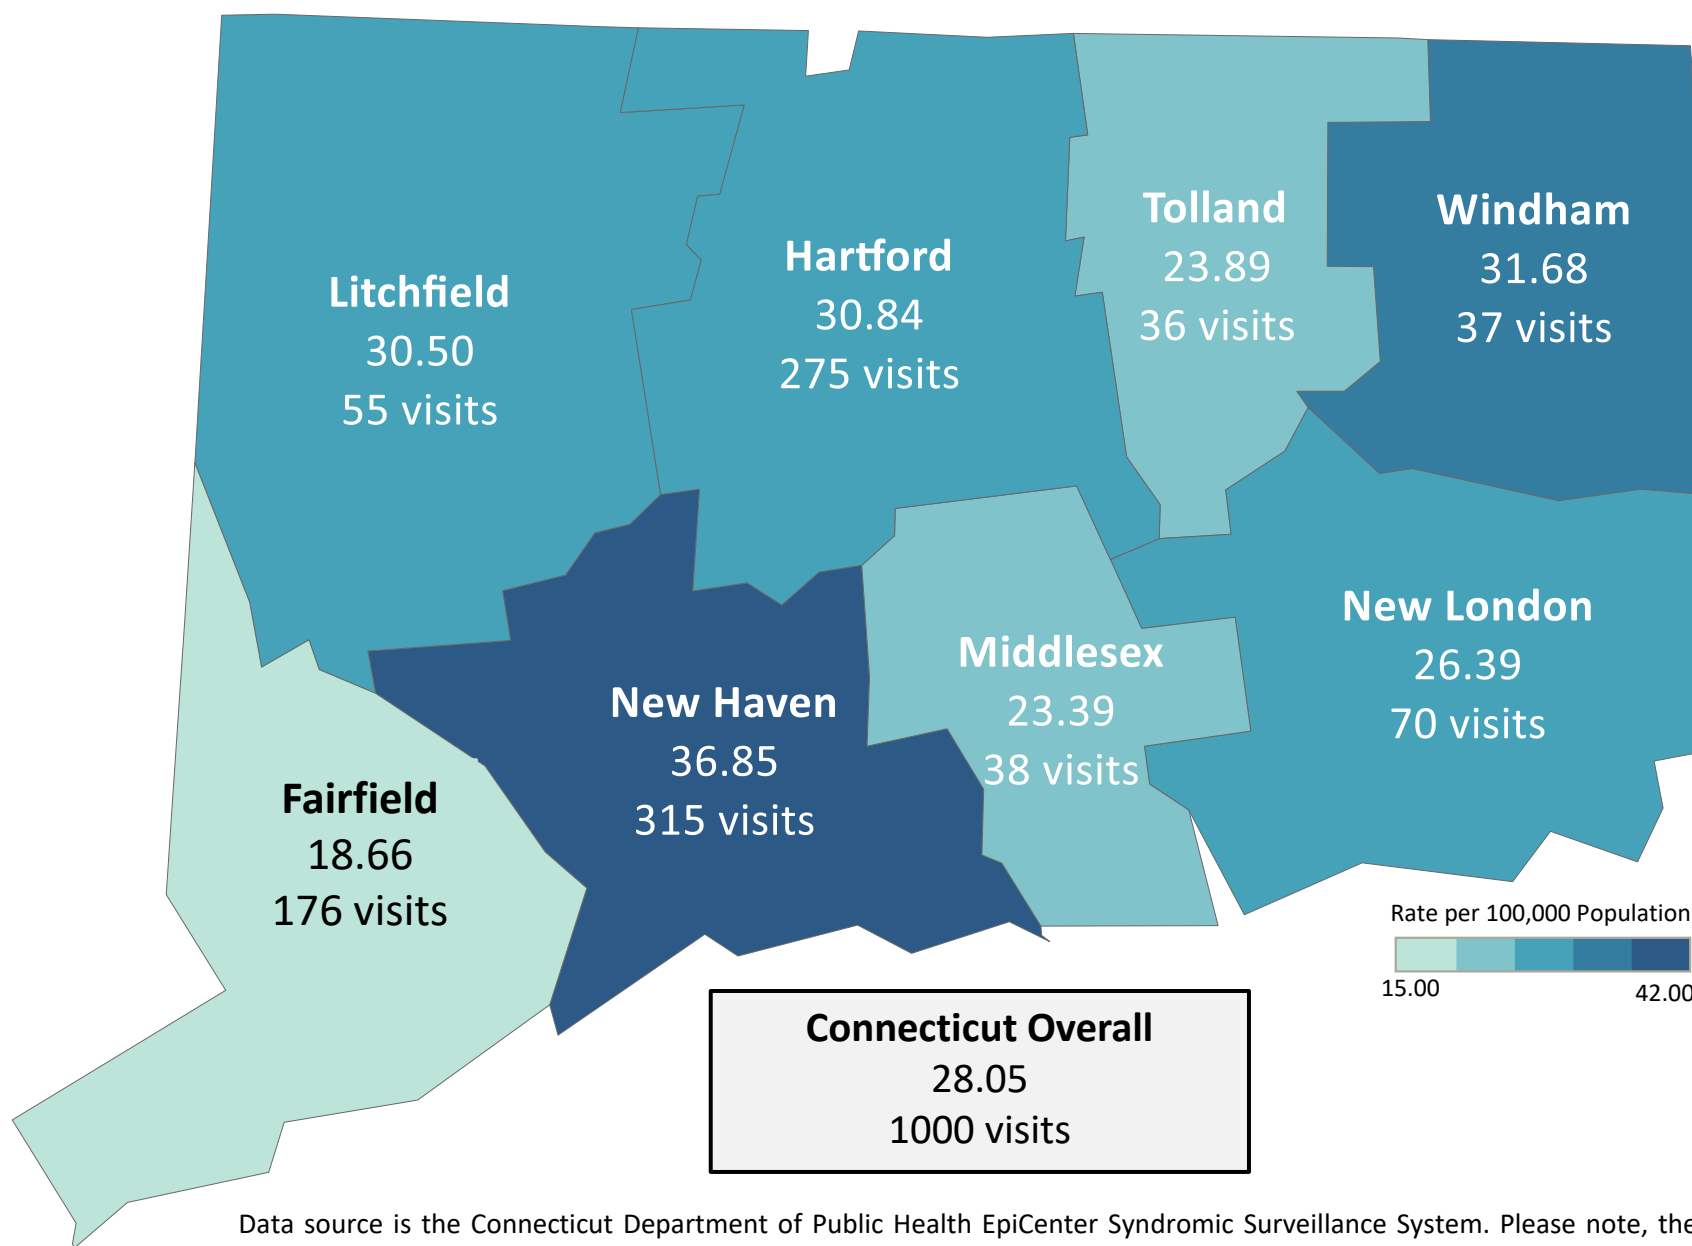 Litchfield
30.50
55 visits
Hartford
30.84
275 visits
Tolland
23.89
36 visits
Windham
31.68
37 visits
New London
26.39
70 visits
Middlesex
23.39
38 visits
New Haven
36.85
315 visits
Fairfield
18.66
176 visits
Rate per 100,000 Population
15.00
42.00
Connecticut Overall
28.05
1000 visits
Data source is the Connecticut Department of Public Health EpiCenter Syndromic Surveillance System. Please note, the